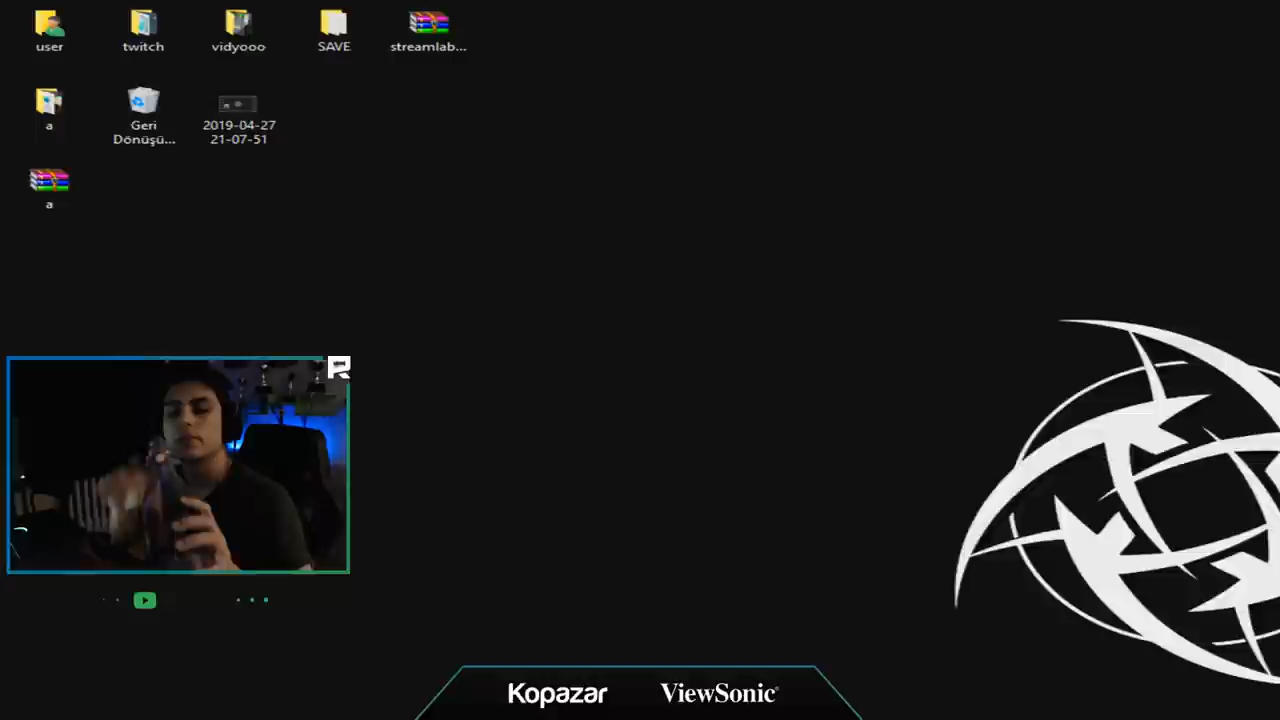 user
twitch
vidyooo
SAVE
streamlab...
a
Geri
Dönüşü...
2019-04-27
21-07-51
a
R
Kopazar
ViewSonic